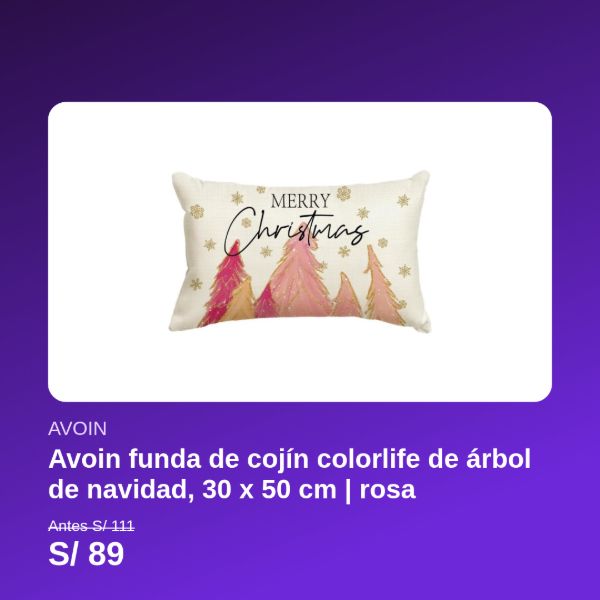 MERRY
Christmas
AVOIN
Avoin funda de cojín colorlife de árbol
de navidad, 30 x 50 cm | rosa
Antes S/ 111
S/ 89